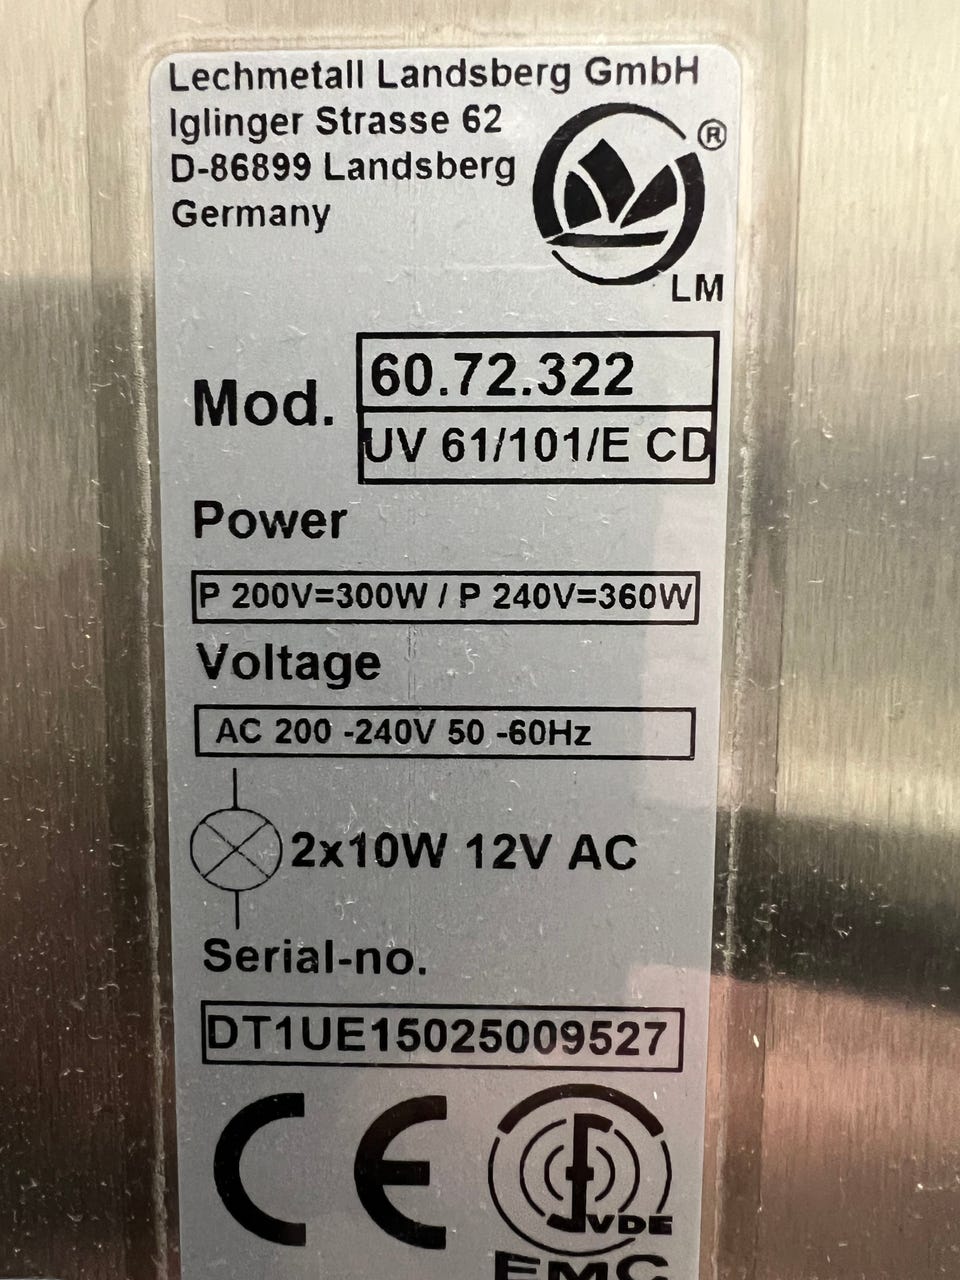 Lechmetall Landsberg GmbH
Iglinger Strasse 62
D-86899 Landsberg
Germany
®
LM
Mod.
60.72.322
UV 61/101/E CD
Power
P 200V=300W / P 240V=360W
Voltage
AC 200 -240V 50 -60Hz
2x10W 12V AC
Serial-no.
DT1UE15025009527
CE
VDE
EMC